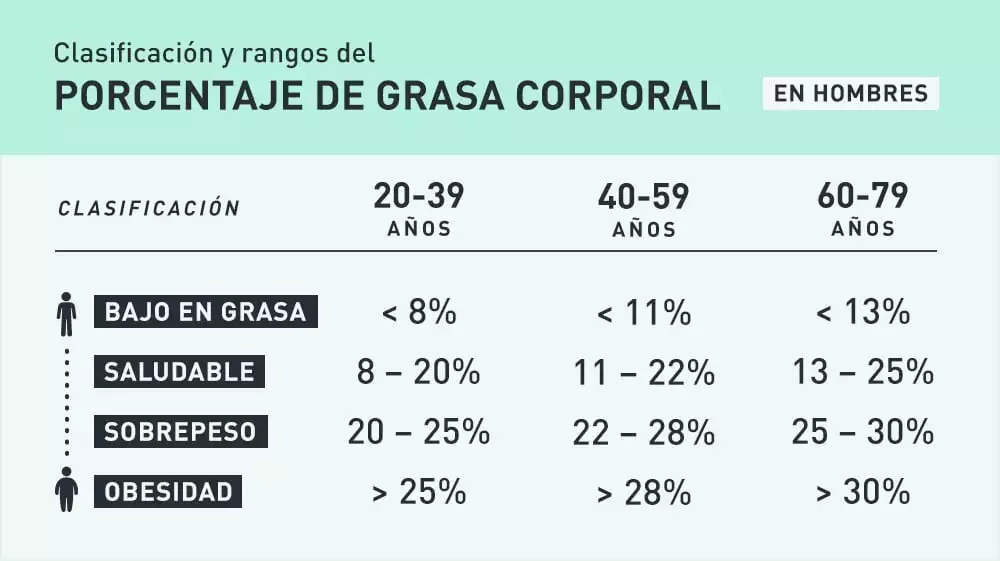 Clasificación y rangos del
PORCENTAJE DE GRASA CORPORAL EN HOMBRES
CLASIFICACIÓN 20-39 AÑOS 40-59 AÑOS 60-79 AÑOS
BAJO EN GRASA < 8% < 11% < 13%
SALUDABLE 8 – 20% 11 – 22% 13 – 25%
SOBREPESO 20 – 25% 22 – 28% 25 – 30%
OBESIDAD > 25% > 28% > 30%